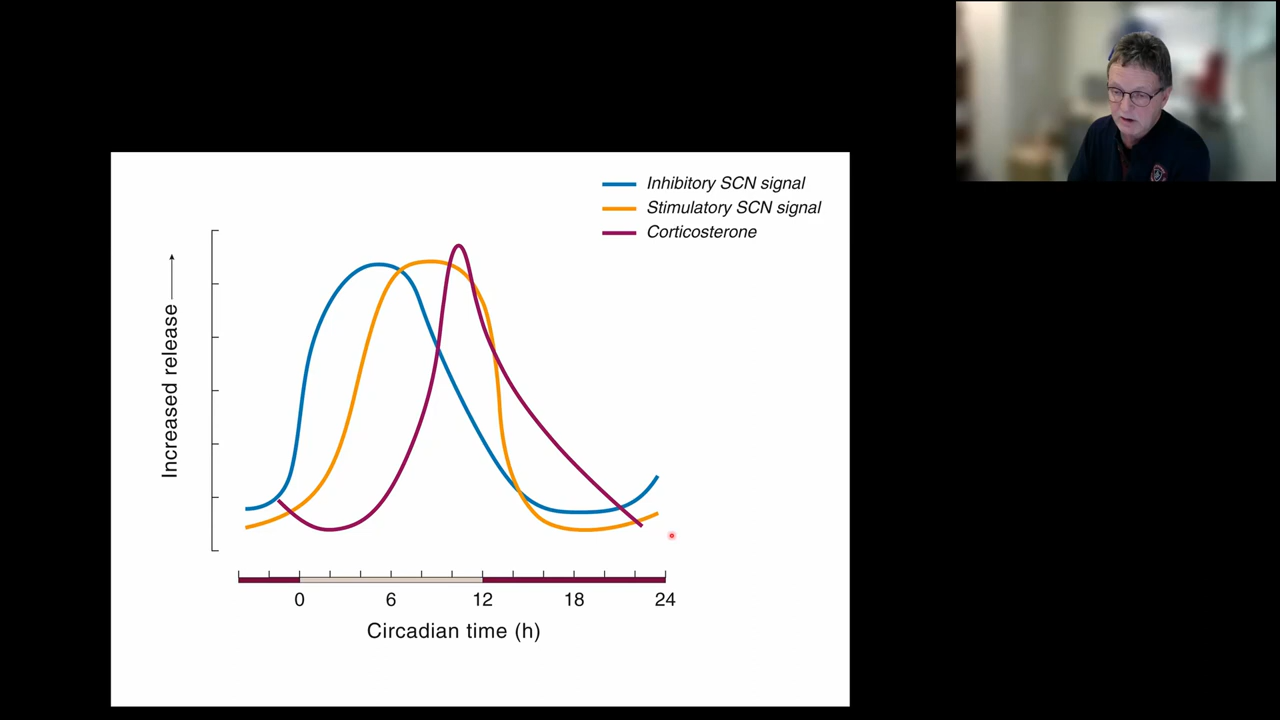 Inhibitory SCN signal
Stimulatory SCN signal
Corticosterone
Increased release
0 6 12 18 24
Circadian time (h)